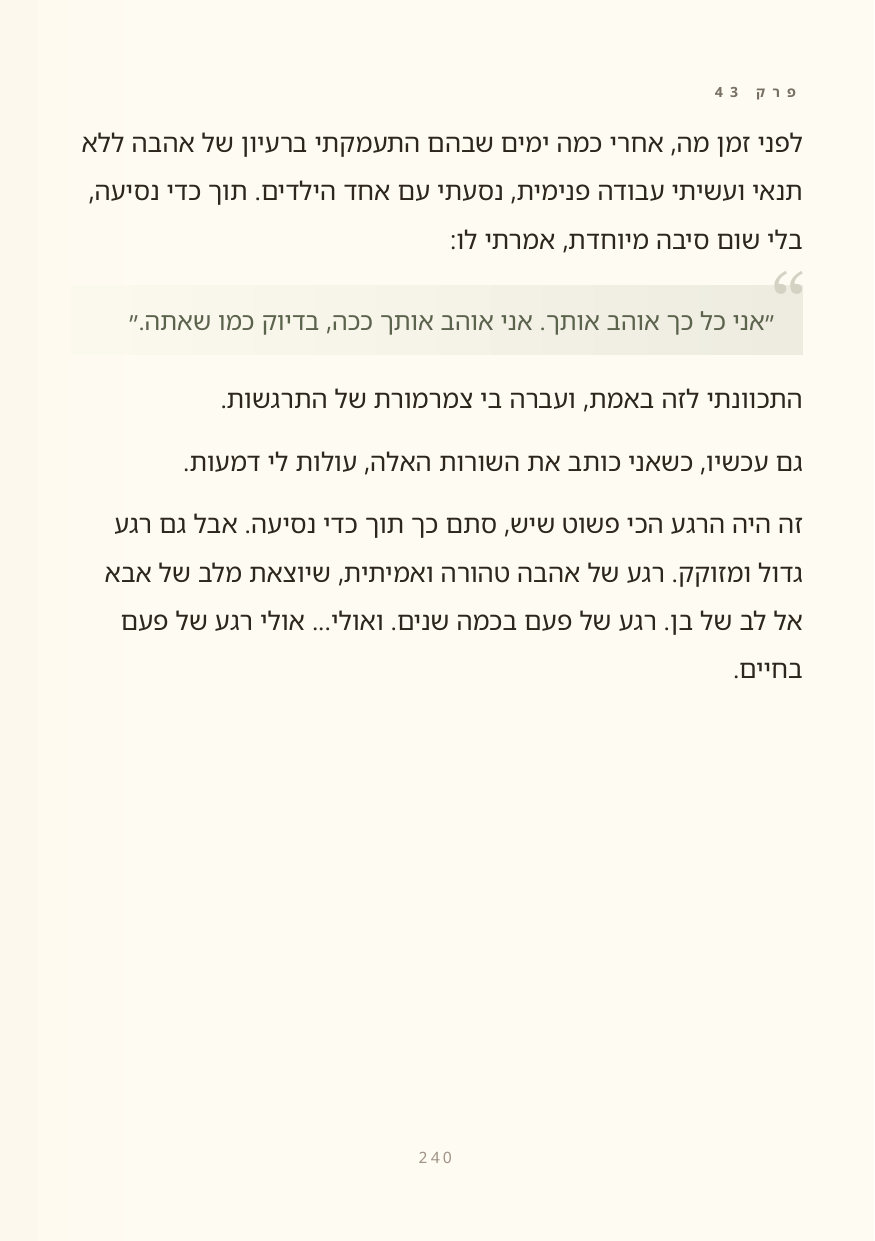 פרק 43
לפני זמן מה, אחרי כמה ימים שבהם התעמקתי ברעיון של אהבה ללא
תנאי ועשיתי עבודה פנימית, נסעתי עם אחד הילדים. תוך כדי נסיעה,
בלי שום סיבה מיוחדת, אמרתי לו:
“
״אני כל כך אוהב אותך. אני אוהב אותך ככה, בדיוק כמו שאתה.״
התכוונתי לזה באמת, ועברה בי צמרמורת של התרגשות.
גם עכשיו, כשאני כותב את השורות האלה, עולות לי דמעות.
זה היה הרגע הכי פשוט שיש, סתם כך תוך כדי נסיעה. אבל גם רגע
גדול ומזוקק. רגע של אהבה טהורה ואמיתית, שיוצאת מלב של אבא
אל לב של בן. רגע של פעם בכמה שנים. ואולי... אולי רגע של פעם
בחיים.
240